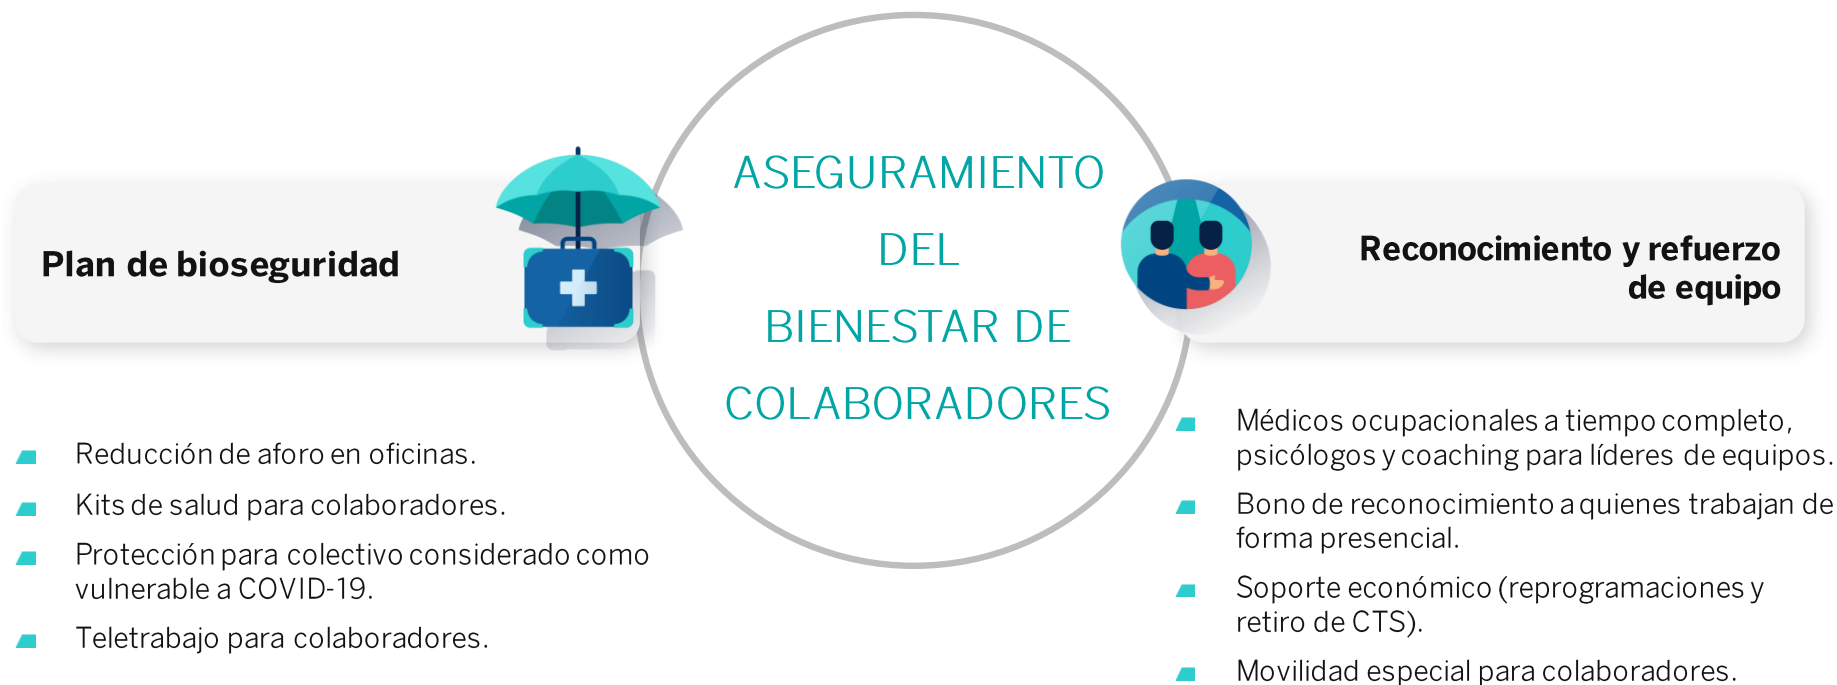 ASEGURAMIENTO
DEL
BIENESTAR DE
COLABORADORES
Plan de bioseguridad
Reducción de aforo en oficinas.
Kits de salud para colaboradores.
Protección para colectivo considerado como
vulnerable a COVID-19.
Teletrabajo para colaboradores.
Reconocimiento y refuerzo
de equipo
Médicos ocupacionales a tiempo completo,
psicólogos y coaching para líderes de equipos.
Bono de reconocimiento a quienes trabajan de
forma presencial.
Soporte económico (reprogramaciones y
retiro de CTS).
Movilidad especial para colaboradores.